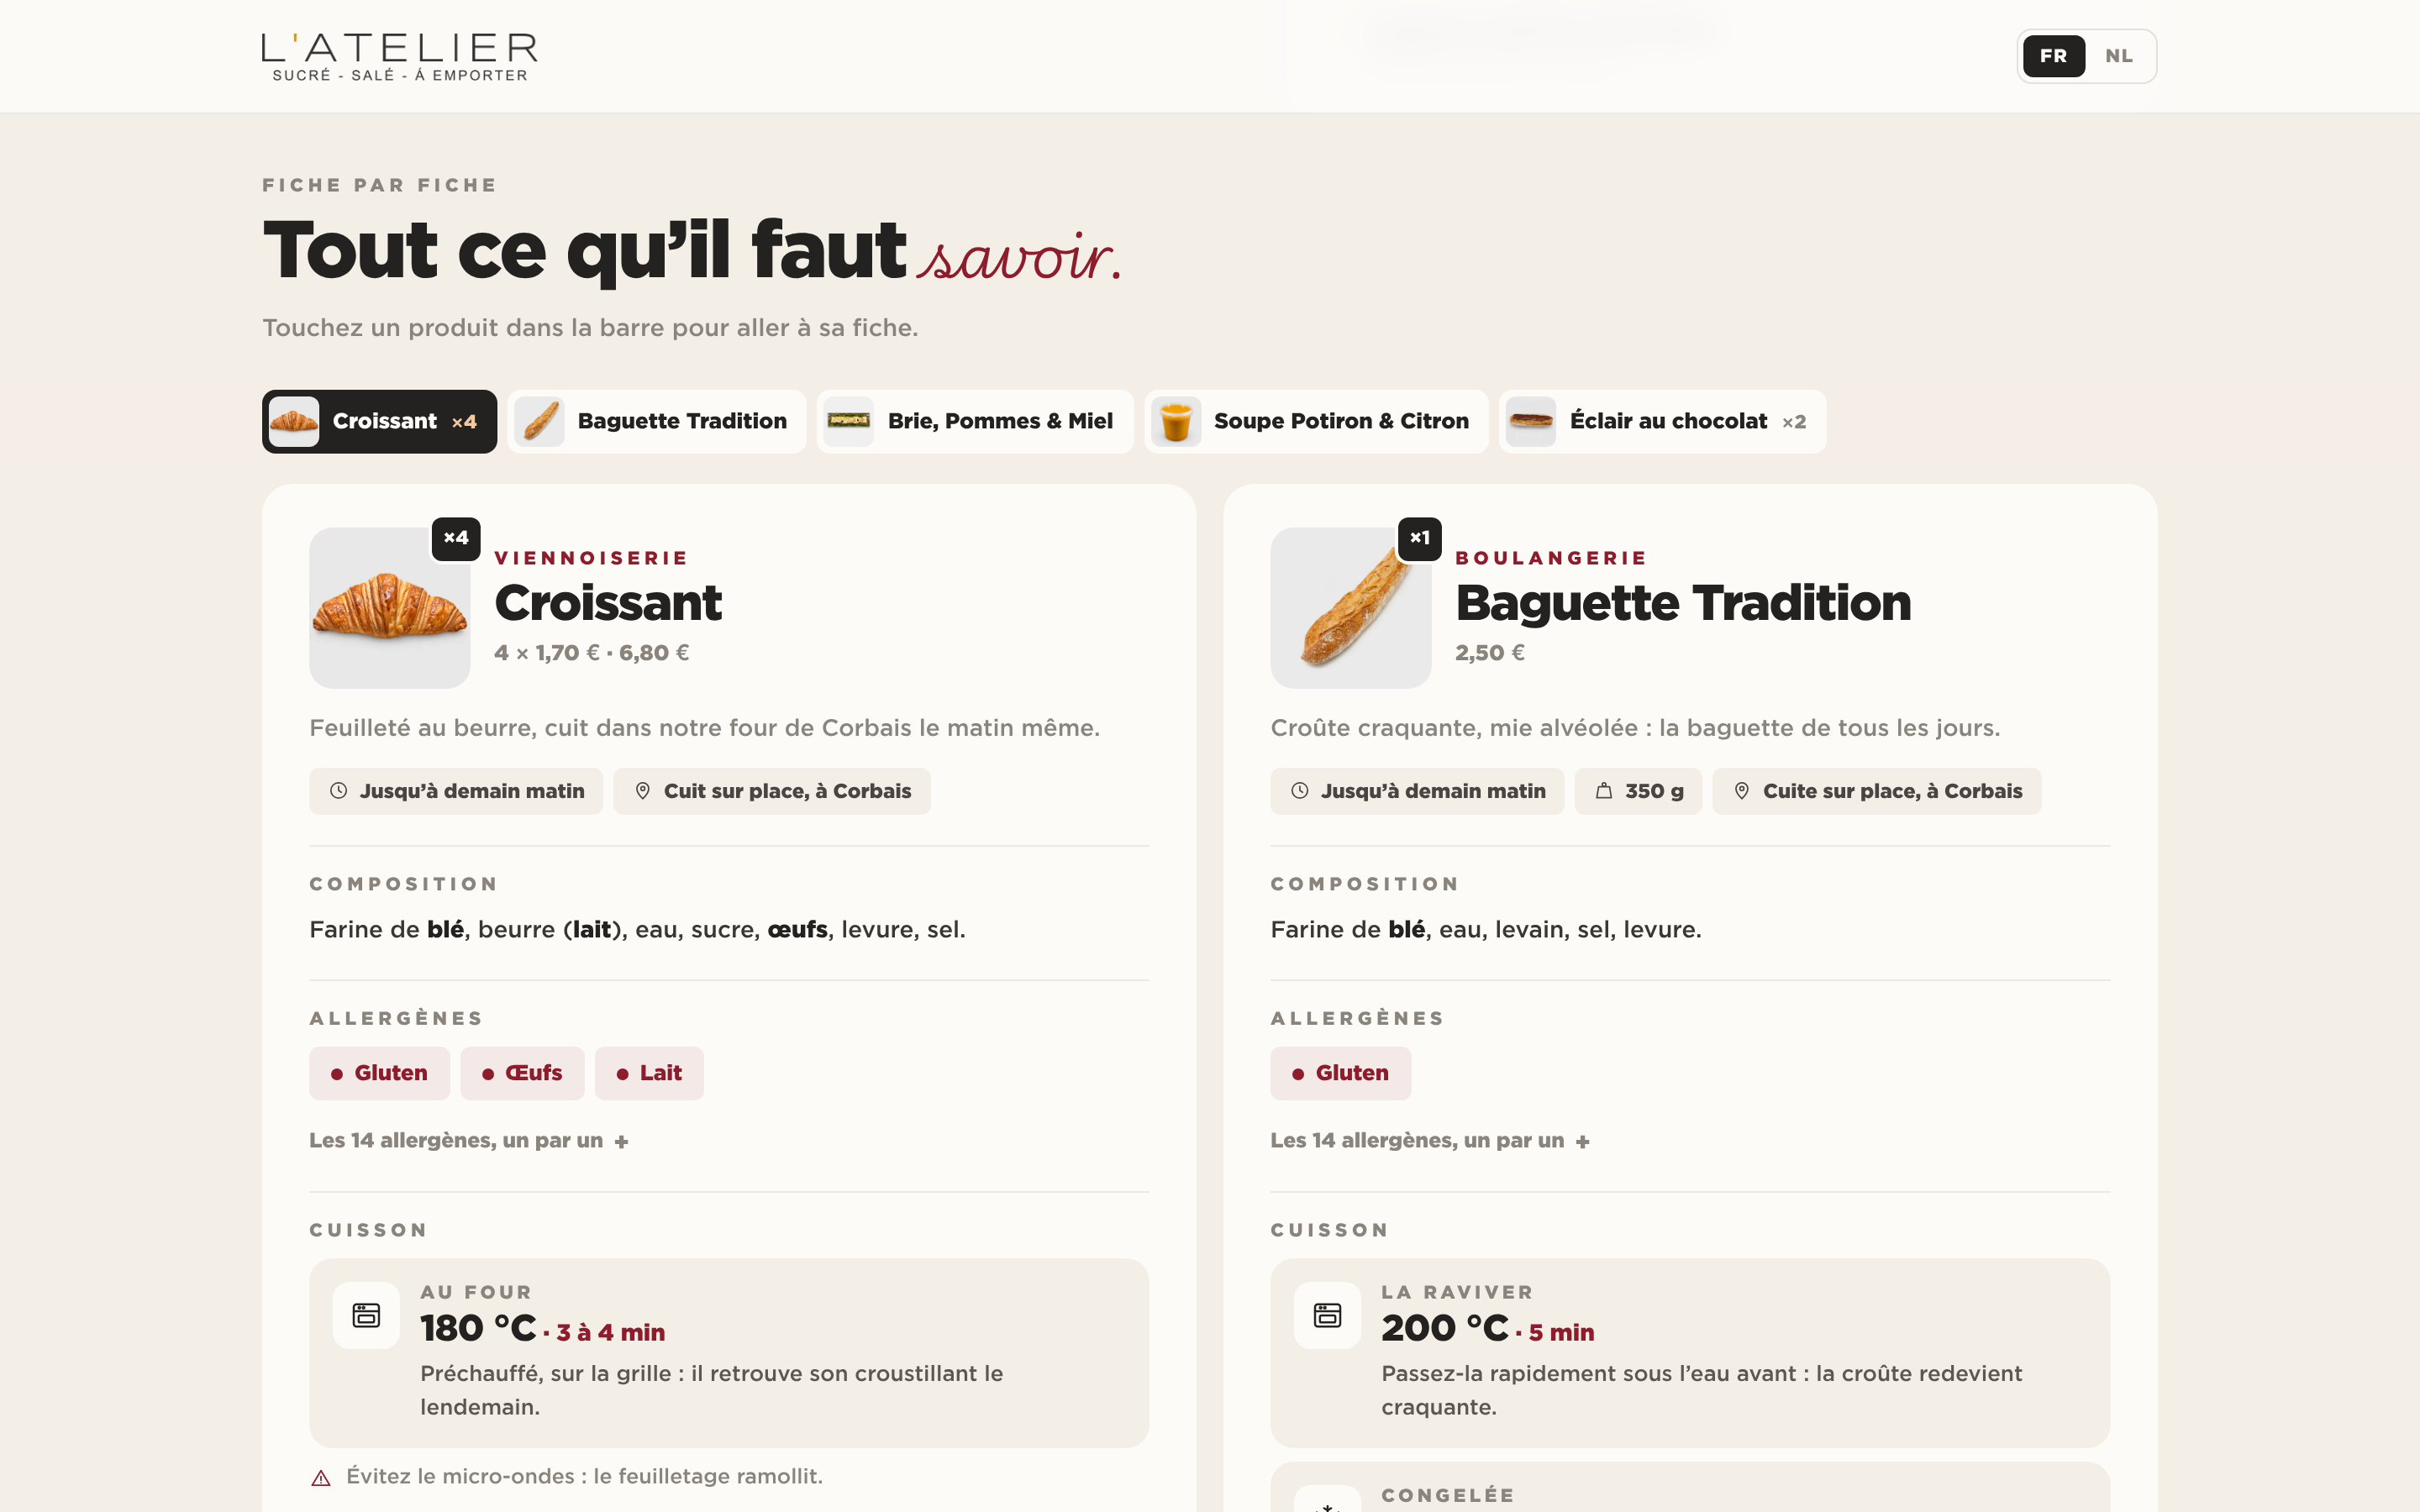 L'ATELIER
SUCRÉ - SALÉ - Á EMPORTER
FR NL
FICHE PAR FICHE
Tout ce qu’il faut savoir.
Touchez un produit dans la barre pour aller à sa fiche.
Croissant ×4
Baguette Tradition
Brie, Pommes & Miel
Soupe Potiron & Citron
Éclair au chocolat ×2
×4
VIENNOISERIE
Croissant
4 × 1,70 € · 6,80 €
Feuilleté au beurre, cuit dans notre four de Corbais le matin même.
Jusqu’à demain matin
Cuit sur place, à Corbais
COMPOSITION
Farine de blé, beurre (lait), eau, sucre, œufs, levure, sel.
ALLERGÈNES
Gluten
Œufs
Lait
Les 14 allergènes, un par un +
CUISSON
AU FOUR
180 °C · 3 à 4 min
Préchauffé, sur la grille : il retrouve son croustillant le
lendemain.
Évitez le micro-ondes : le feuilletage ramollit.
×1
BOULANGERIE
Baguette Tradition
2,50 €
Croûte craquante, mie alvéolée : la baguette de tous les jours.
Jusqu’à demain matin
350 g
Cuite sur place, à Corbais
COMPOSITION
Farine de blé, eau, levain, sel, levure.
ALLERGÈNES
Gluten
Les 14 allergènes, un par un +
CUISSON
LA RAVIVER
200 °C · 5 min
Passez-la rapidement sous l’eau avant : la croûte redevient
craquante.
CONGELÉE